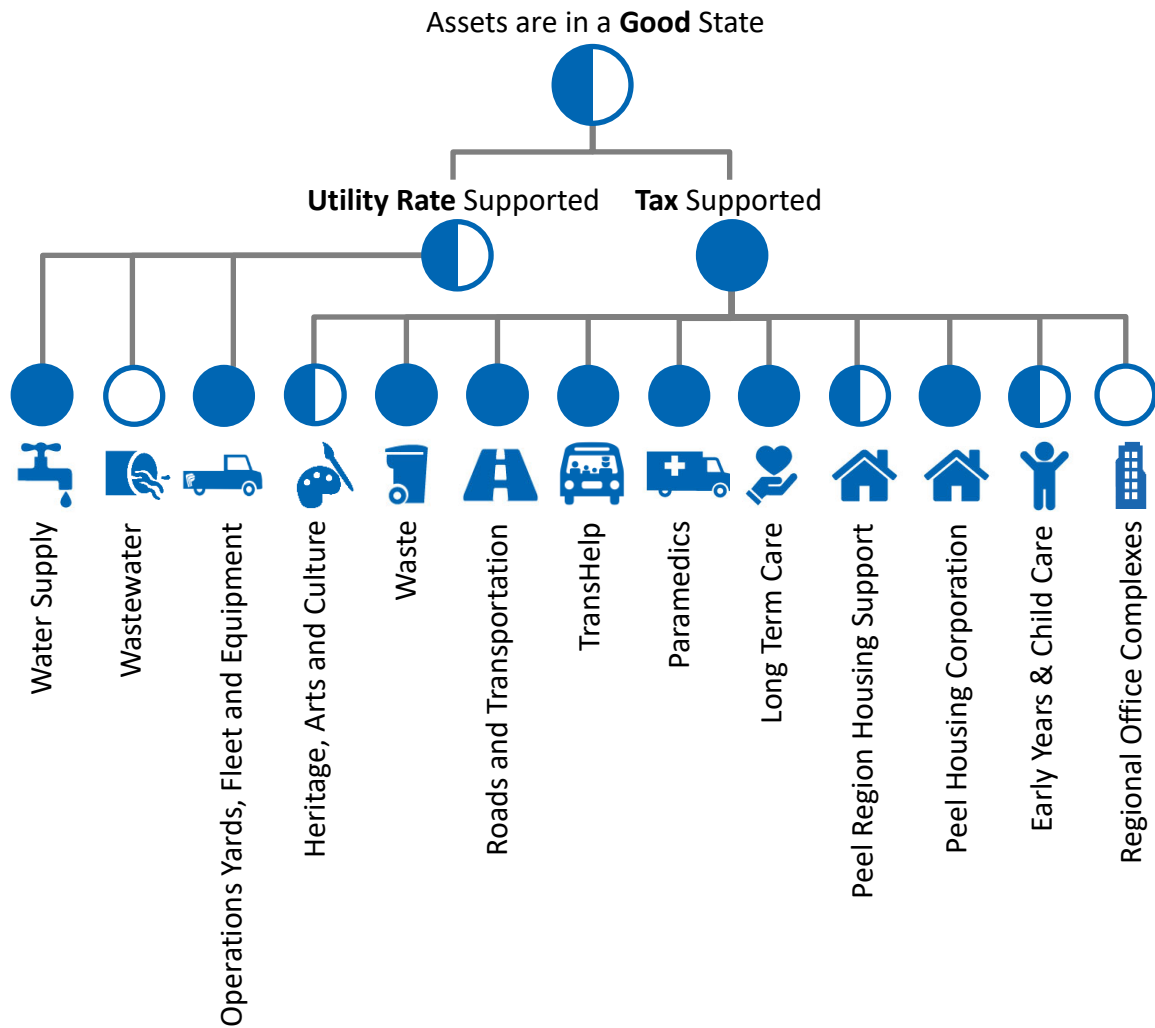 Assets are in a Good State
Utility Rate Supported
Tax Supported
Water Supply
Wastewater
Operations Yards, Fleet and Equipment
Heritage, Arts and Culture
Waste
Roads and Transportation
TransHelp
Paramedics
Long Term Care
Peel Region Housing Support
Peel Housing Corporation
Early Years & Child Care
Regional Office Complexes